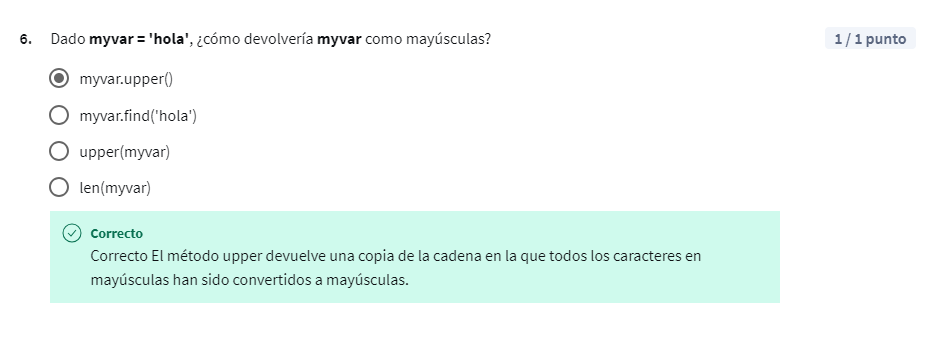 6. Dado myvar = 'hola', ¿cómo devolvería myvar como mayúsculas?
1 / 1 punto
myvar.upper()
myvar.find('hola')
upper(myvar)
len(myvar)
Correcto
Correcto El método upper devuelve una copia de la cadena en la que todos los caracteres en
mayúsculas han sido convertidos a mayúsculas.